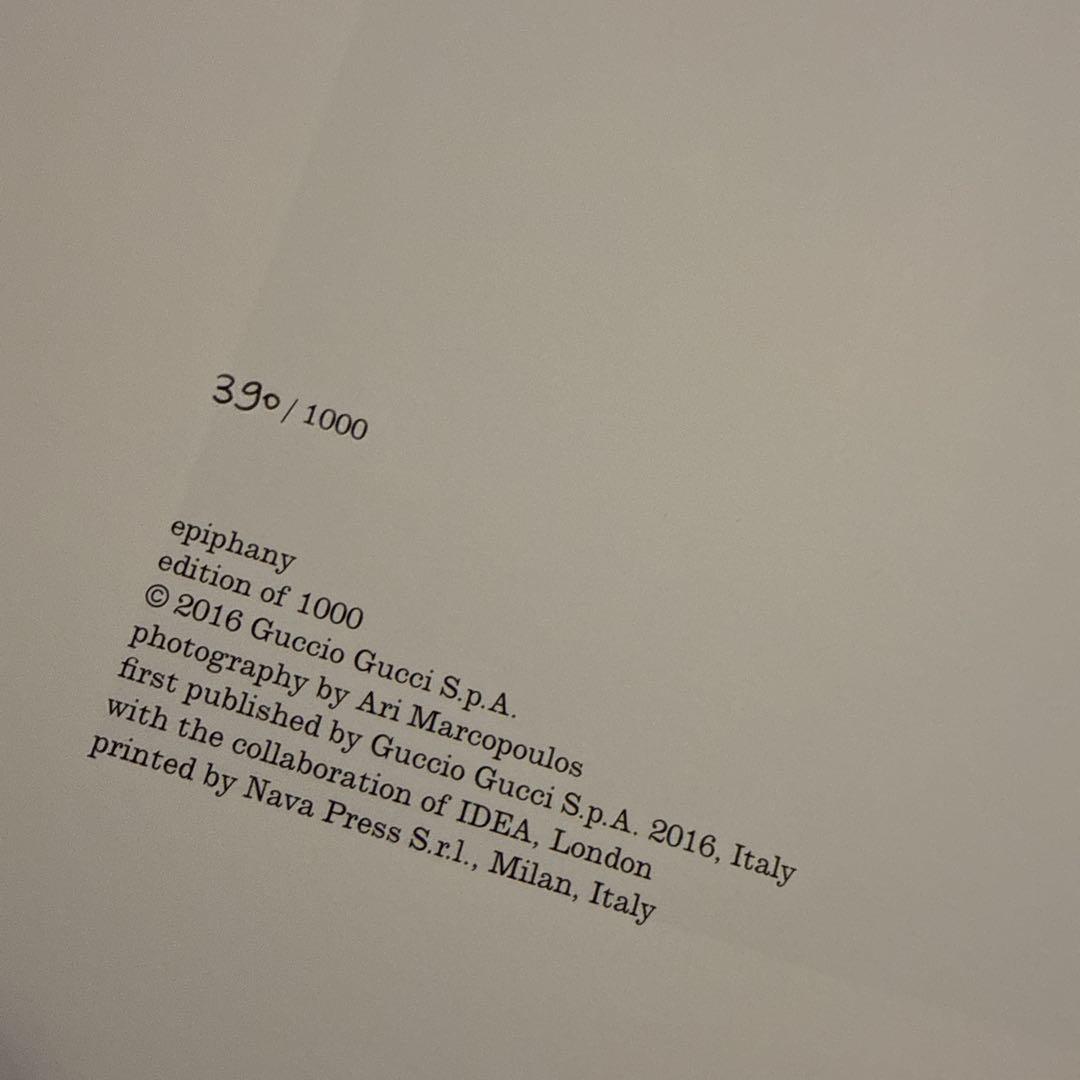 390/1000
epiphany
edition of 1000
© 2016 Guccio Gucci S.p.A.
photography by Ari Marcopoulos
first published by Guccio Gucci S.p.A. 2016, Italy
with the collaboration of IDEA, London
printed by Nava Press S.r.l., Milan, Italy